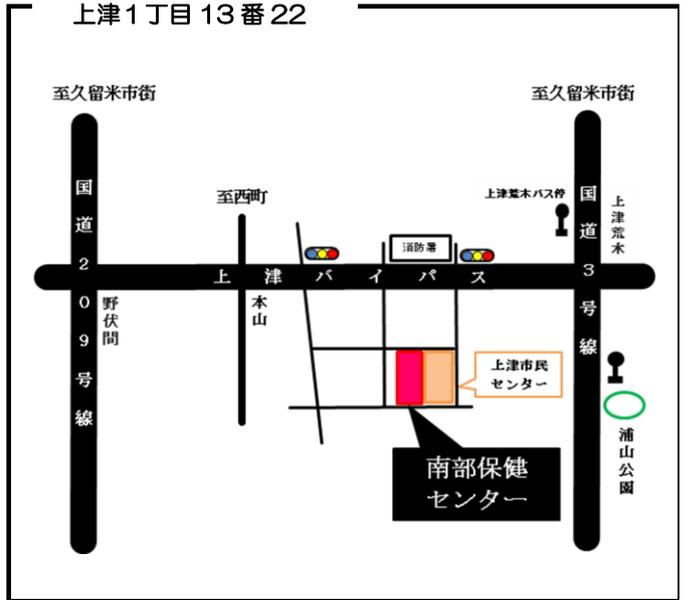 上津1丁目13番22
至久留米市街
至久留米市街
至西町
上津荒木バス停
国道209号線
国道3号線
上津荒木
消防署
上津バイパス
野伏間
本山
上津市民
センター
南部保健
センター
浦山公園